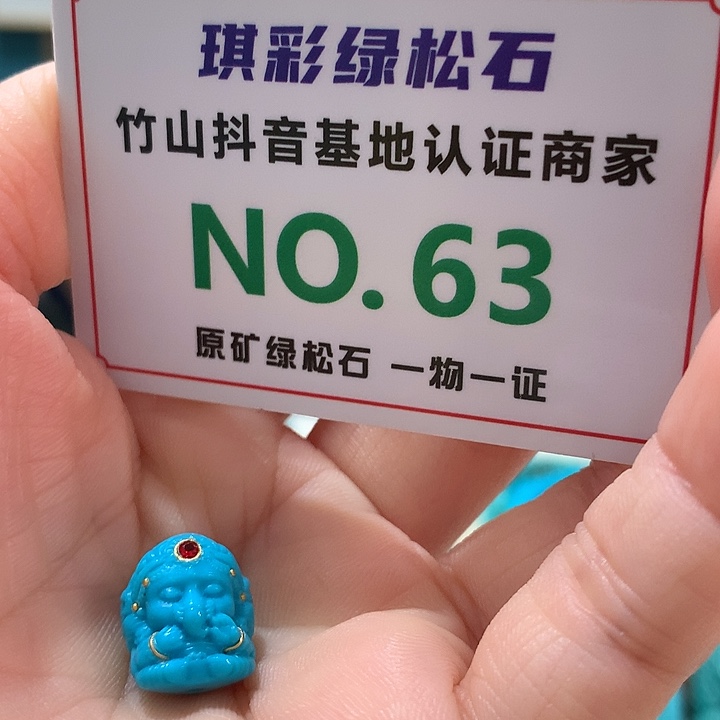 琪彩绿松石
竹山抖音基地认证商家
NO.63
原矿绿松石 一物一证